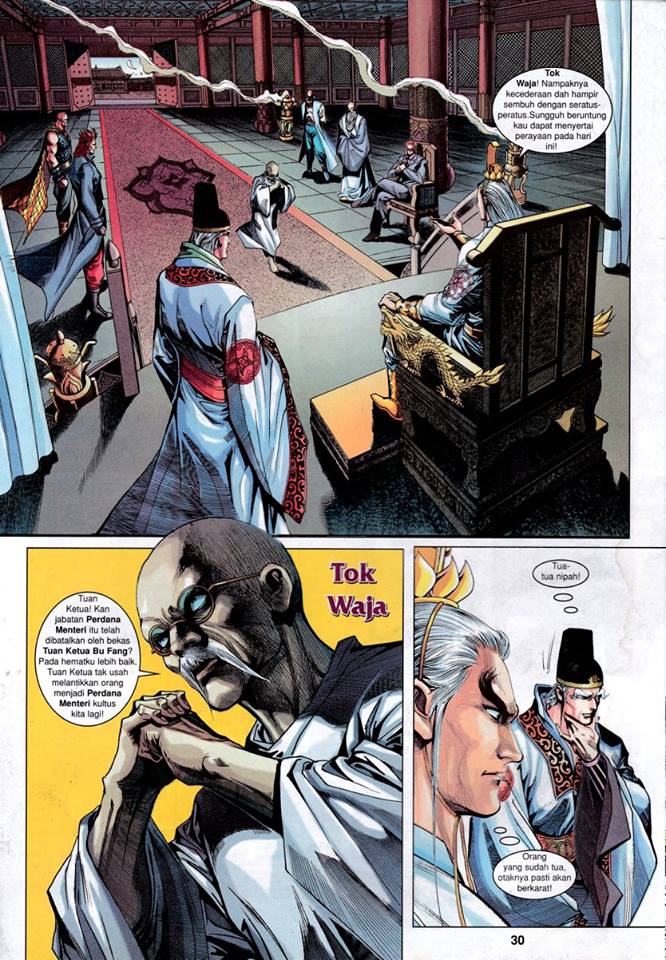 Tok
Waja! Nampaknya
kecederaan dah hampir
sembuh dengan seratus-
peratus.Sungguh beruntung
kau dapat menyertai
perayaan pada hari
ini!
Tuan
Ketua! Kan
jabatan Perdana
Menteri itu telah
dibatalkan oleh bekas
Tuan Ketua Bu Fang?
Pada hematku lebih baik.
Tuan Ketua tak usah
melantikkan orang
menjadi Perdana
Menteri kultus
kita lagi!
Tok
Waja
Tua-
tua nipah!
Orang
yang sudah tua,
otaknya pasti akan
berkarat!
30